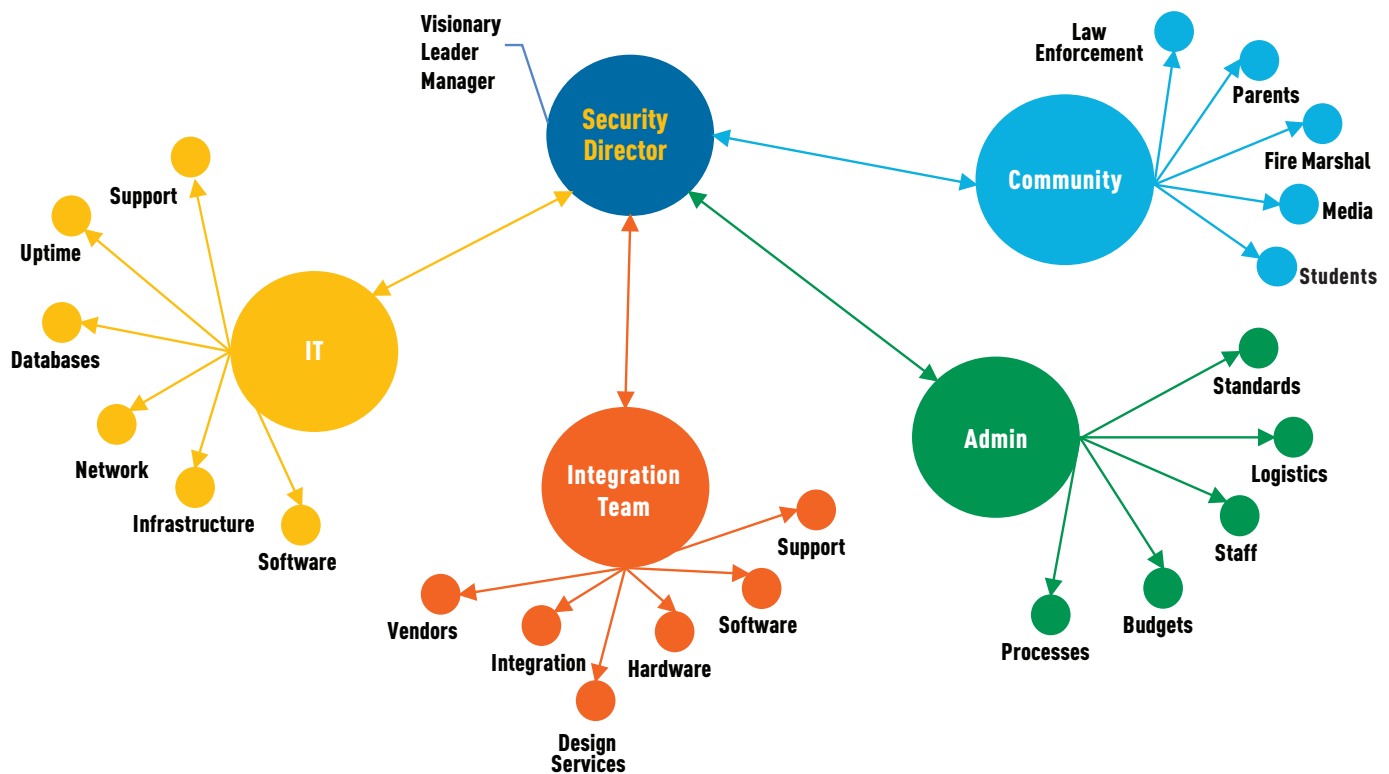 Visionary
Leader
Manager
Security
Director
Law
Enforcement
Parents
Fire Marshal
Media
Students
Community
Support
Uptime
Databases
Network
Infrastructure
Software
IT
Integration
Team
Support
Software
Hardware
Design
Services
Integration
Vendors
Admin
Standards
Logistics
Staff
Budgets
Processes